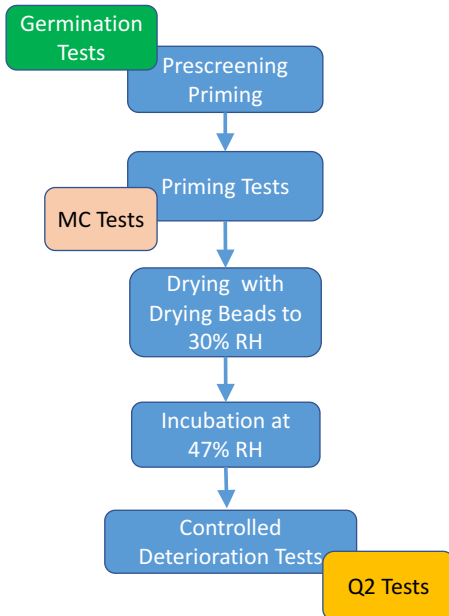 Germination
Tests
Prescreening
Priming
Priming Tests
MC Tests
Drying with
Drying Beads to
30% RH
Incubation at
47% RH
Controlled
Deterioration Tests
Q2 Tests